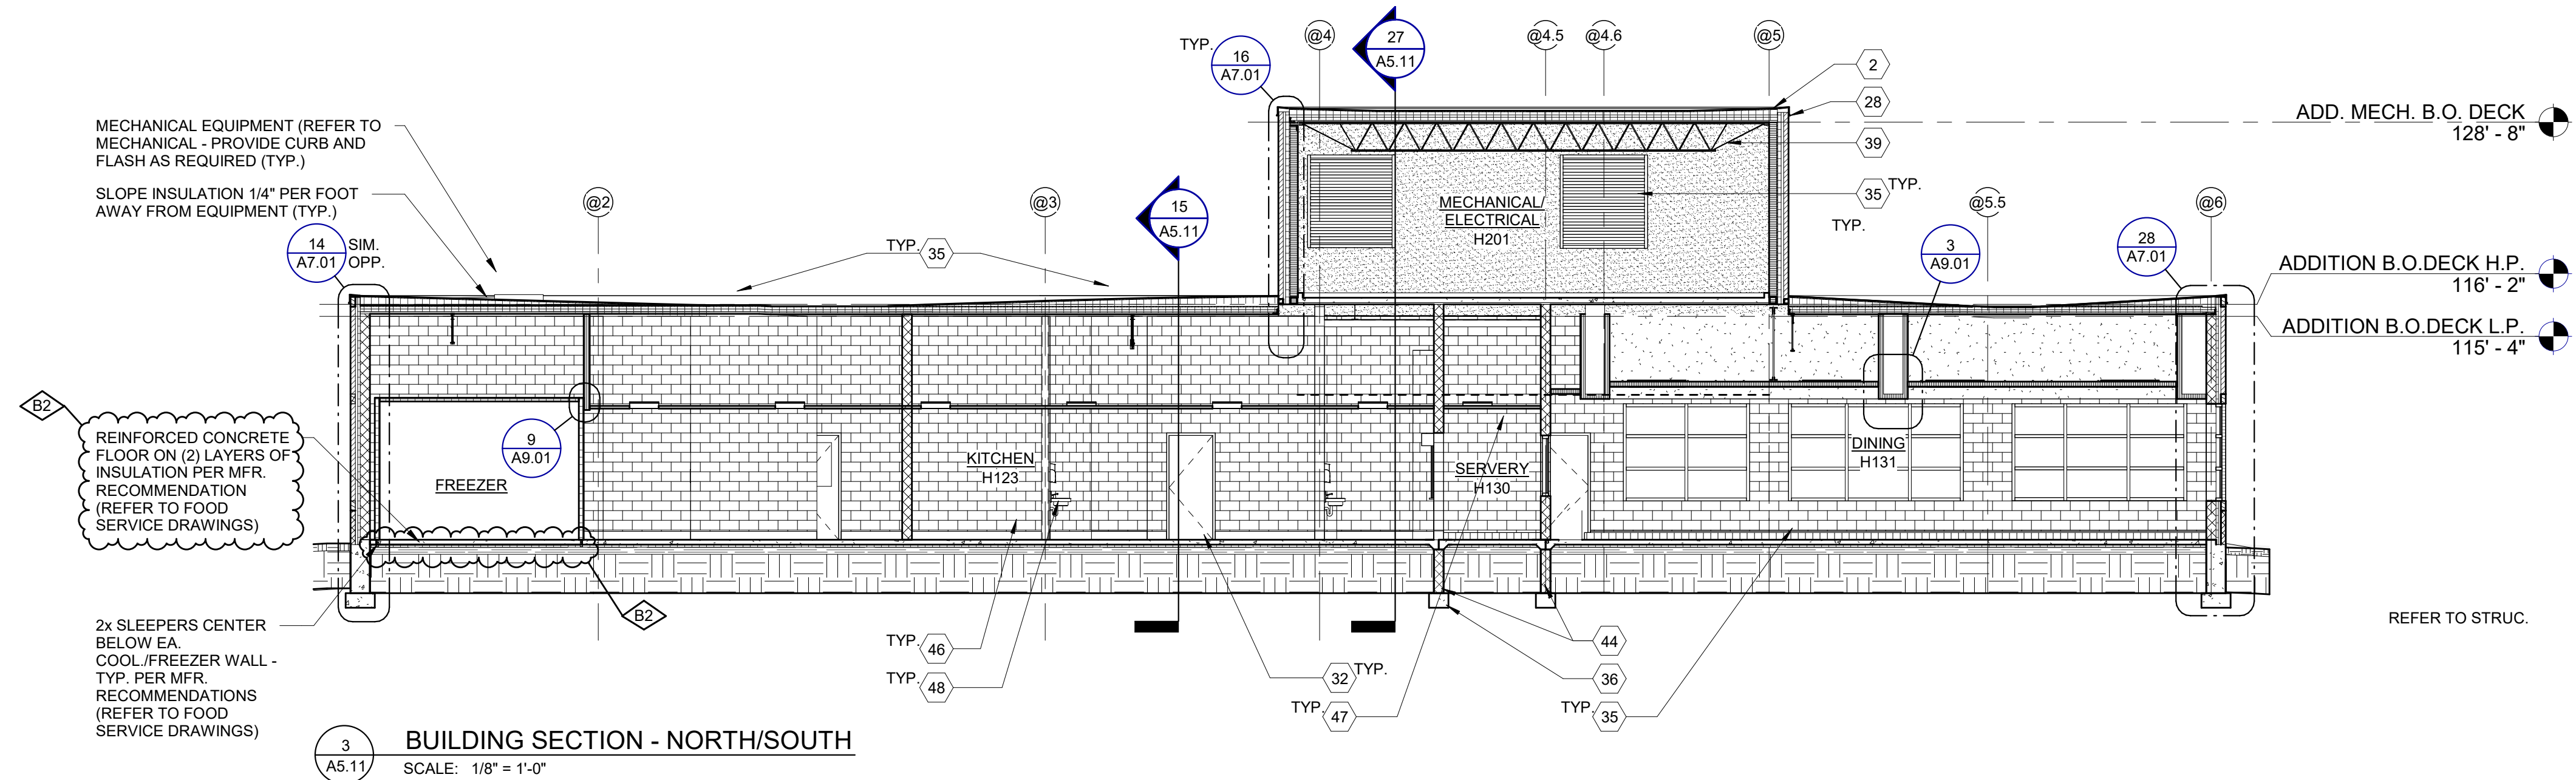 @4
27
A5.11
@4.5
@4.6
@5
TYP.
16
A7.01
2
28
39
35
TYP.
TYP.
ADD. MECH. B.O. DECK
128' - 8"
MECHANICAL EQUIPMENT (REFER TO
MECHANICAL - PROVIDE CURB AND
FLASH AS REQUIRED (TYP.)
SLOPE INSULATION 1/4" PER FOOT
AWAY FROM EQUIPMENT (TYP.)
14
A7.01
SIM.
OPP.
@2
@3
15
A5.11
TYP.
35
MECHANICAL/
ELECTRICAL
H201
@5.5
3
A9.01
28
A7.01
@6
ADDITION B.O.DECK H.P.
116' - 2"
ADDITION B.O.DECK L.P.
115' - 4"
B2
REINFORCED CONCRETE
FLOOR ON (2) LAYERS OF
INSULATION PER MFR.
RECOMMENDATION
(REFER TO FOOD
SERVICE DRAWINGS)
FREEZER
9
A9.01
KITCHEN
H123
SERVERY
H130
DINING
H131
B2
2x SLEEPERS CENTER
BELOW EA.
COOL./FREEZER WALL -
TYP. PER MFR.
RECOMMENDATIONS
(REFER TO FOOD
SERVICE DRAWINGS)
TYP.
46
TYP.
48
32
TYP.
TYP.
47
44
36
TYP.
35
REFER TO STRUC.
3
A5.11
BUILDING SECTION - NORTH/SOUTH
SCALE: 1/8" = 1'-0"